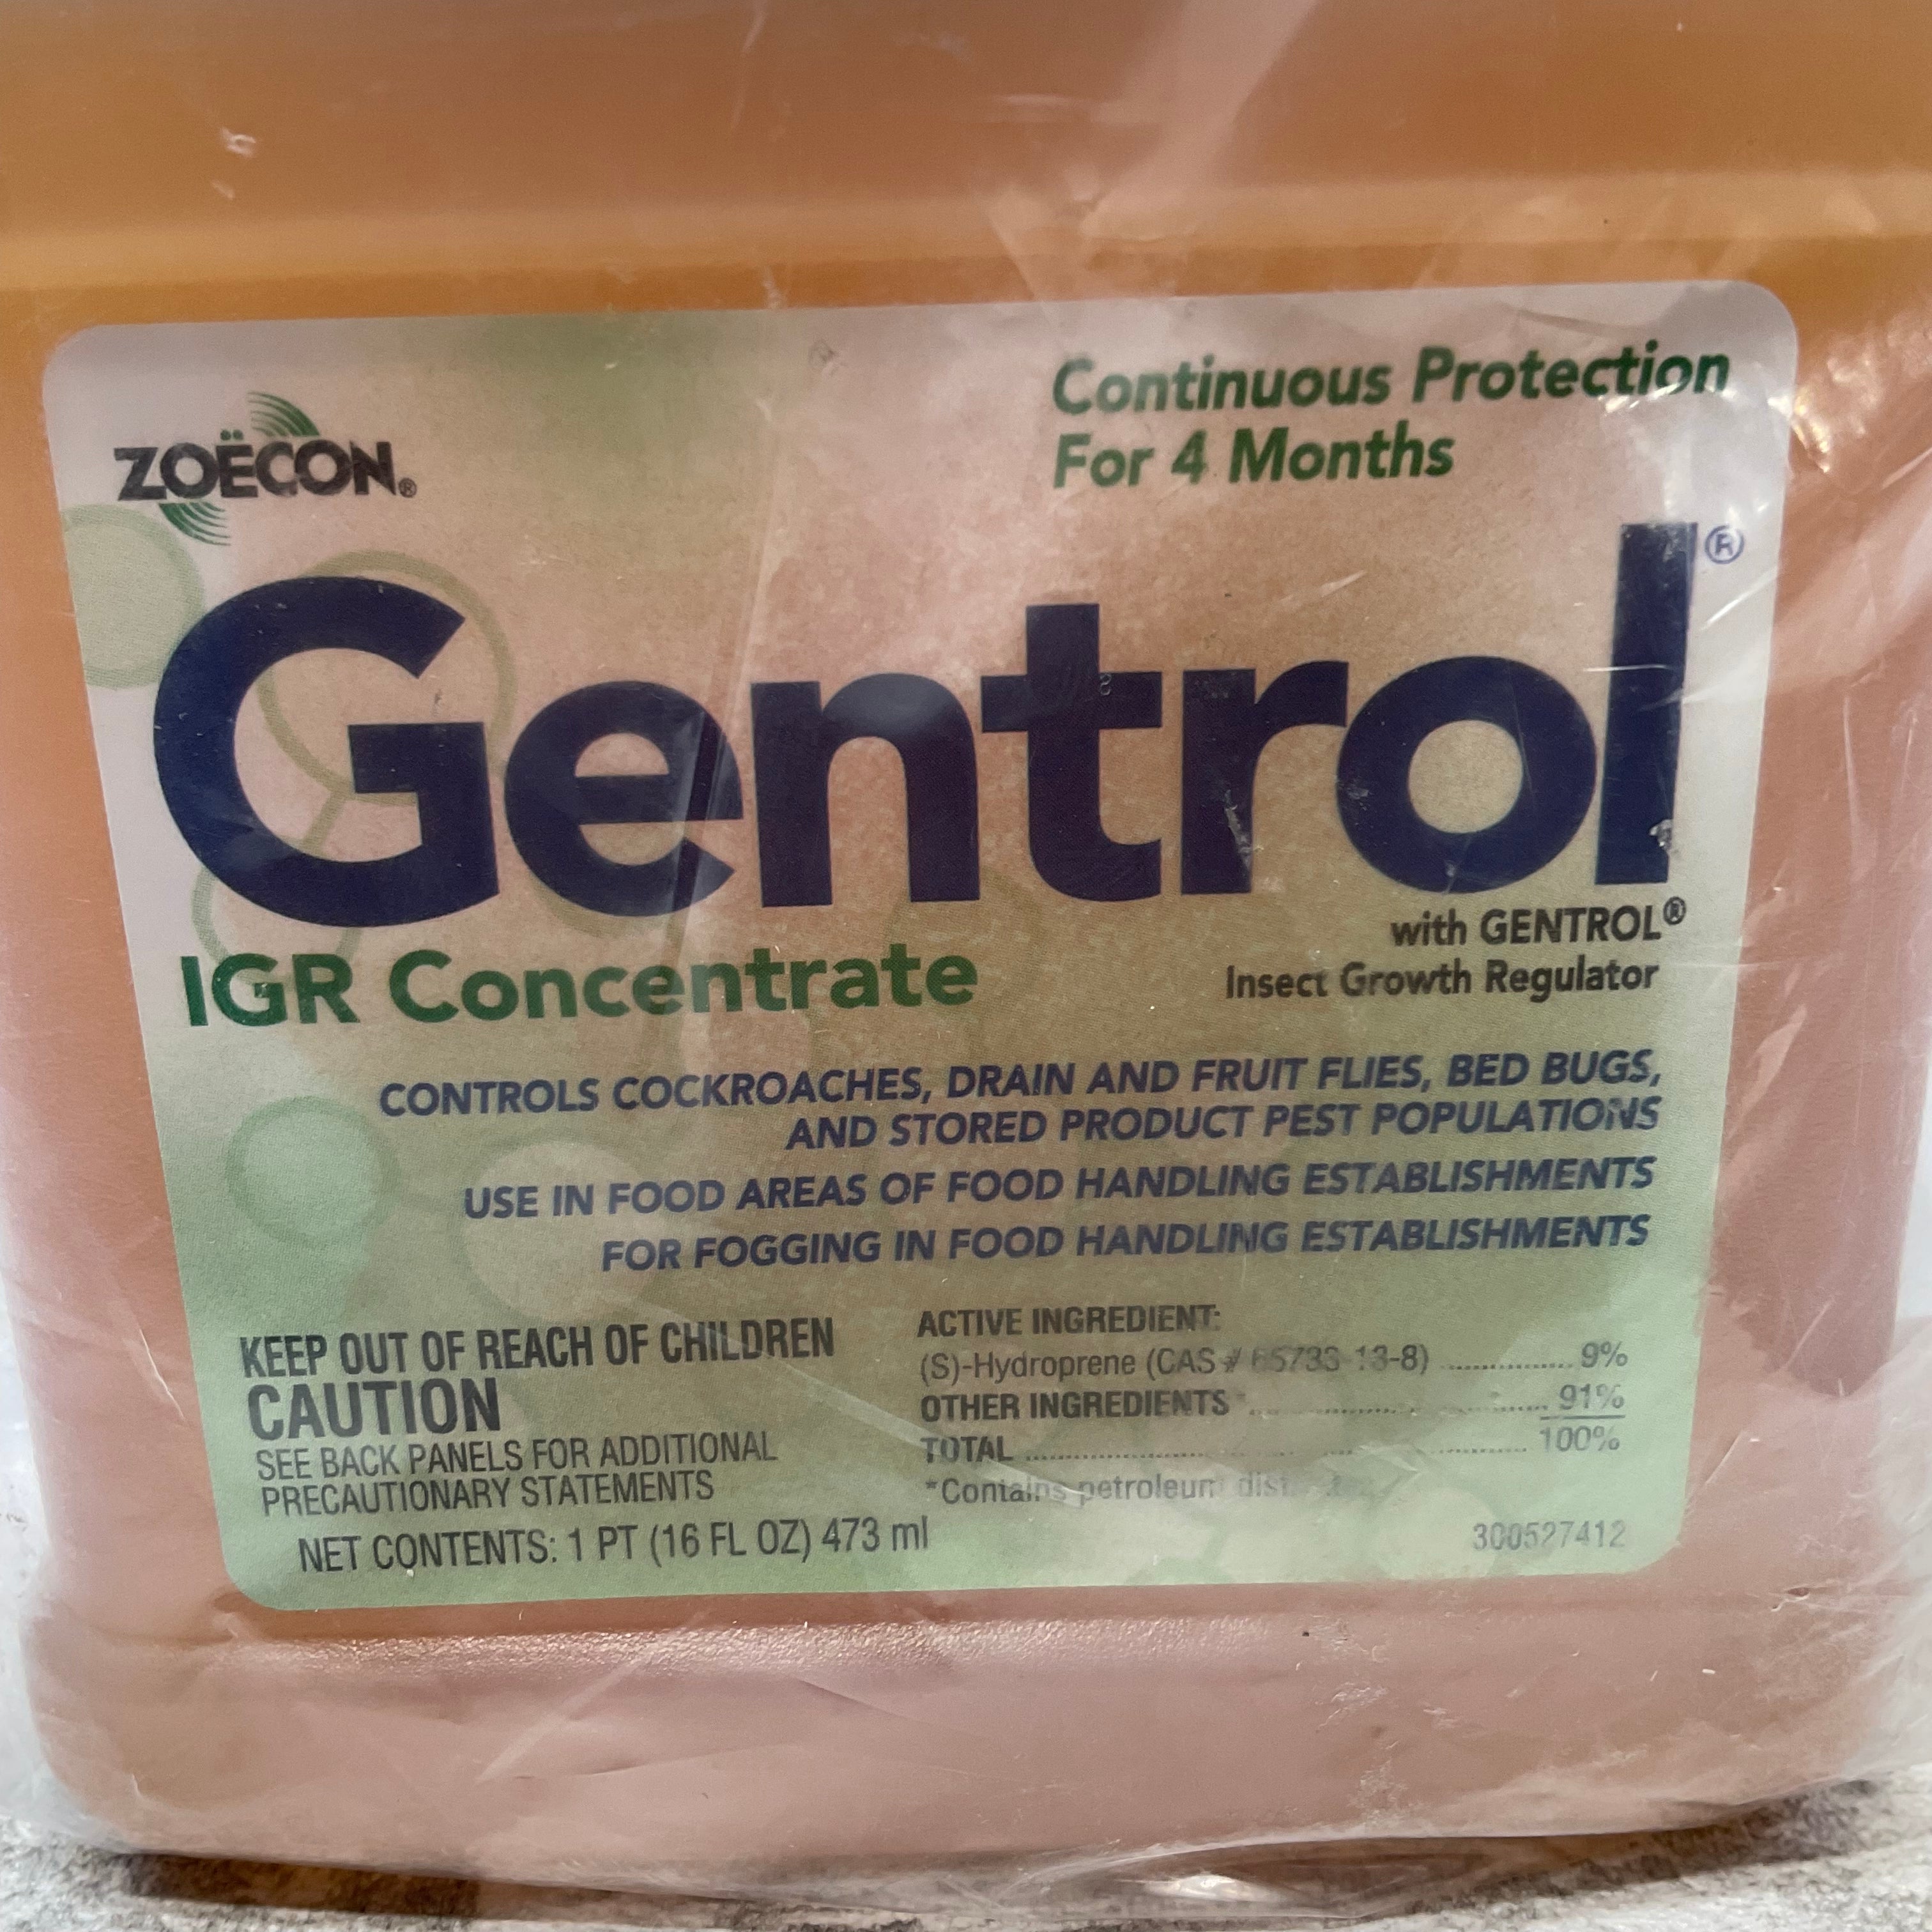 ZOËCON®
Continuous Protection
For 4 Months
Gentrol®
IGR Concentrate
with GENTROL®
Insect Growth Regulator
CONTROLS COCKROACHES, DRAIN AND FRUIT FLIES, BED BUGS,
AND STORED PRODUCT PEST POPULATIONS
USE IN FOOD AREAS OF FOOD HANDLING ESTABLISHMENTS
FOR FOGGING IN FOOD HANDLING ESTABLISHMENTS
KEEP OUT OF REACH OF CHILDREN
CAUTION
SEE BACK PANELS FOR ADDITIONAL
PRECAUTIONARY STATEMENTS
NET CONTENTS: 1 PT (16 FL OZ) 473 ml
ACTIVE INGREDIENT:
(S)-Hydroprene (CAS # 65733-13-8) ............... 9%
OTHER INGREDIENTS* ............... 91%
TOTAL ............... 100%
*Contains petroleum
300527412